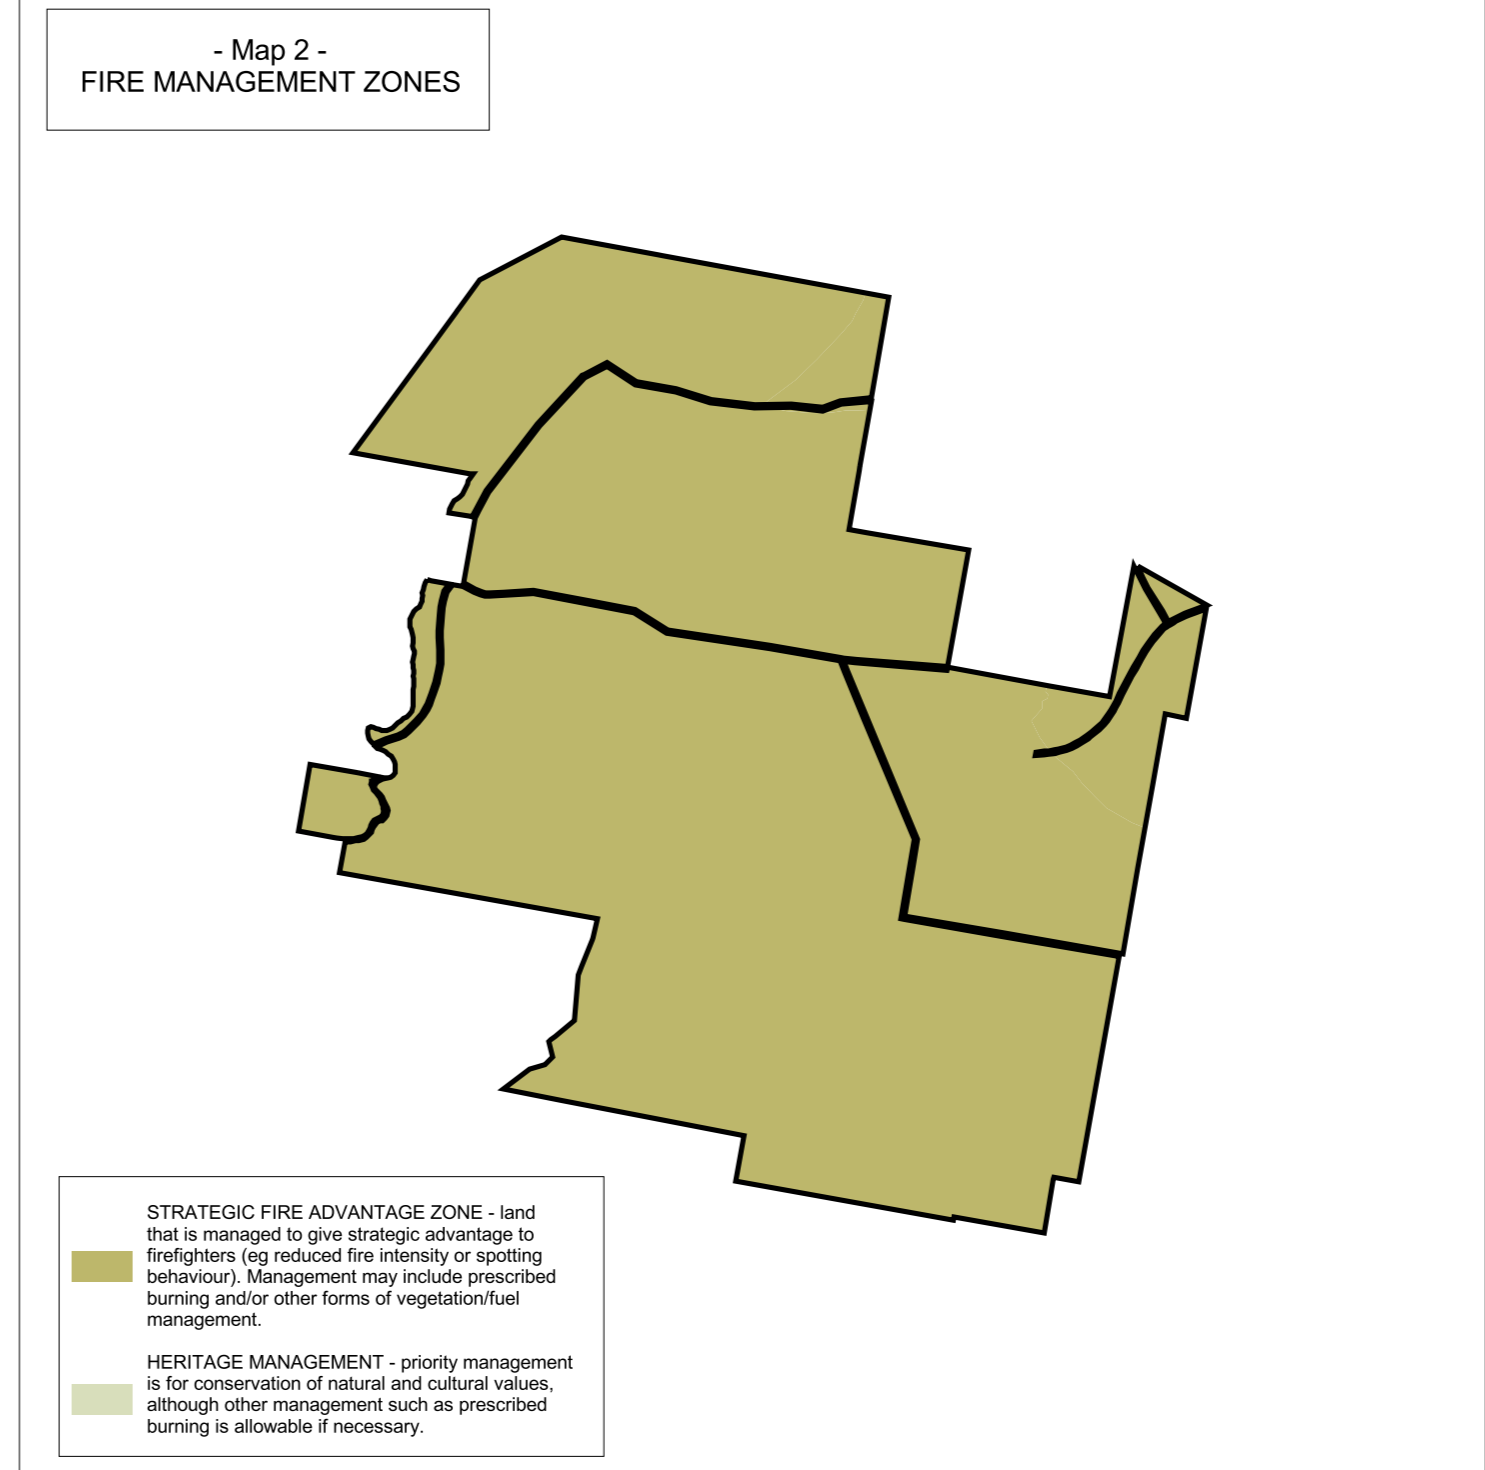 - Map 2 -
FIRE MANAGEMENT ZONES
STRATEGIC FIRE ADVANTAGE ZONE - land
that is managed to give strategic advantage to
firefighters (eg reduced fire intensity or spotting
behaviour). Management may include prescribed
burning and/or other forms of vegetation/fuel
management.
HERITAGE MANAGEMENT - priority management
is for conservation of natural and cultural values,
although other management such as prescribed
burning is allowable if necessary.